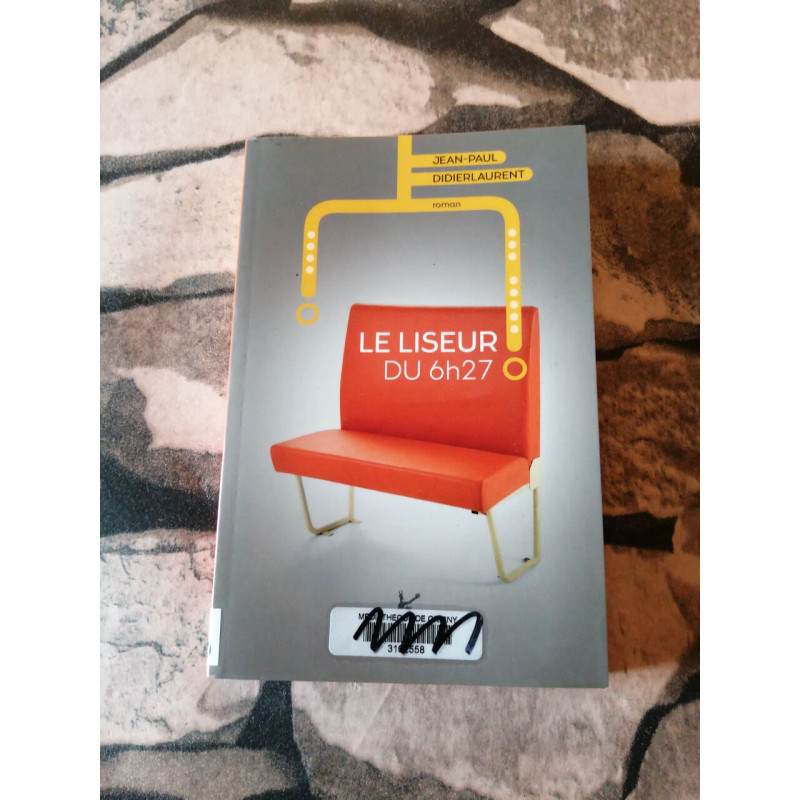 JEAN-PAUL
DIDIERLAURENT
roman
LE LISEUR
DU 6h27